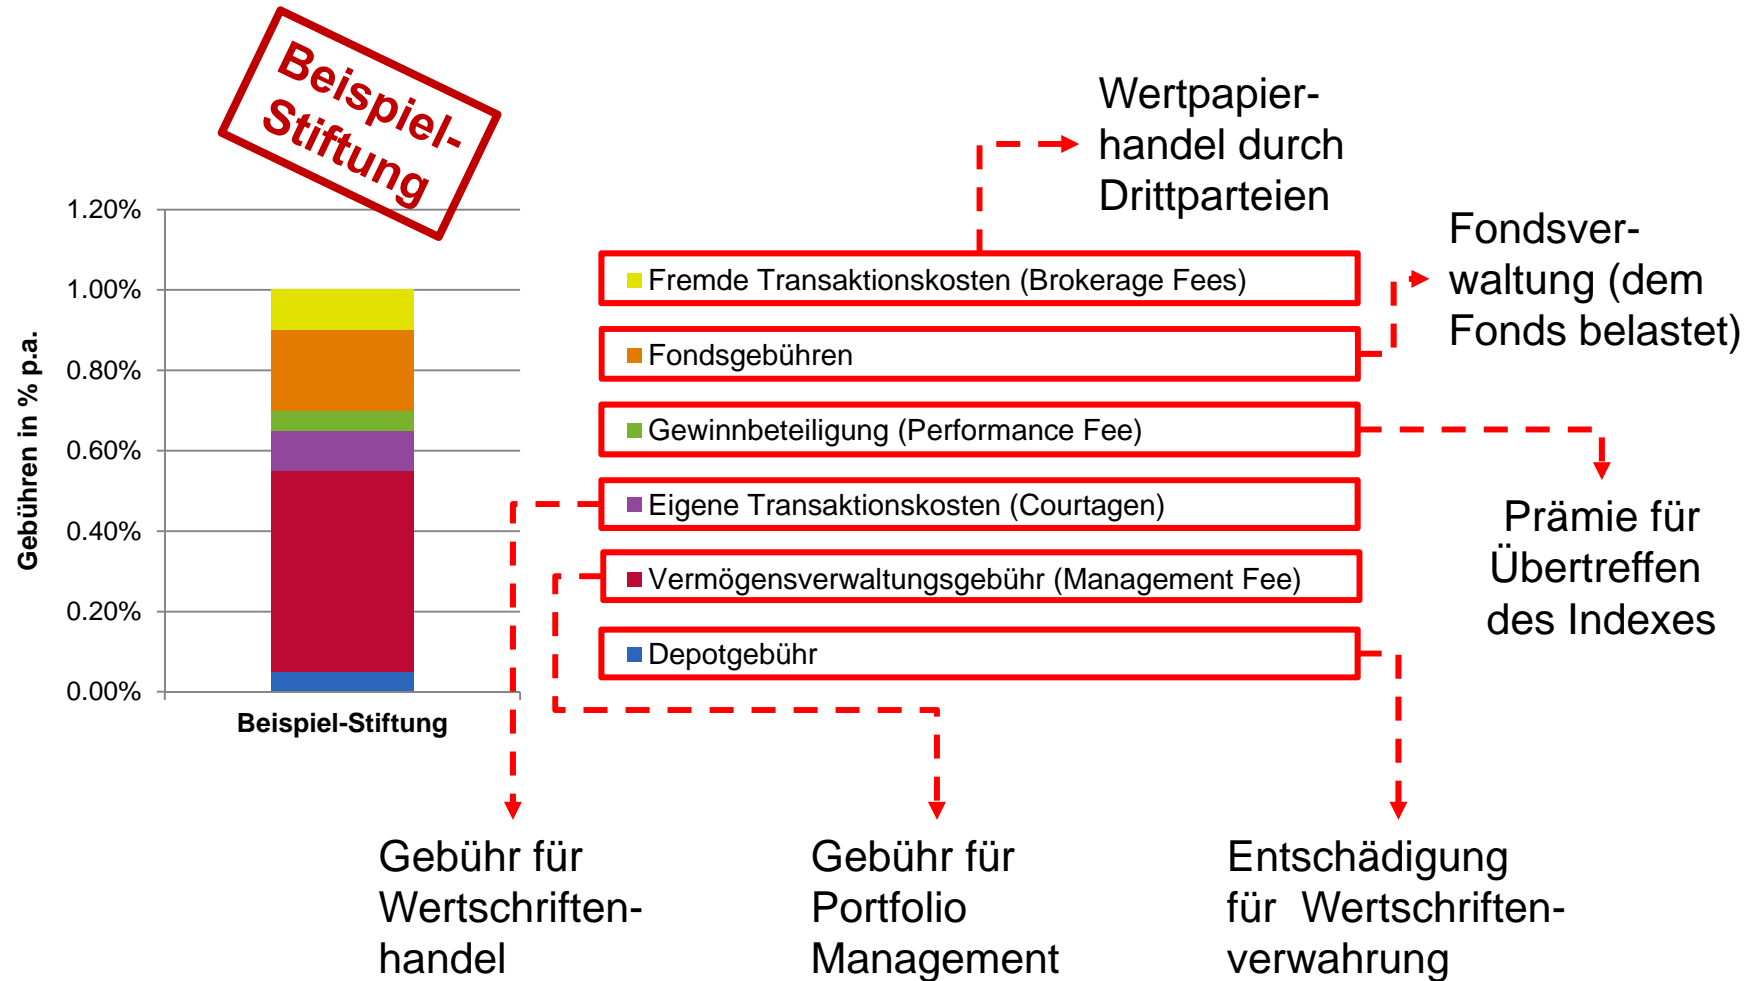 Beispiel-
Stiftung
Wertpapier-
handel durch
Drittparteien
Fondsver-
waltung (dem
Fonds belastet)
Gebühren in % p.a.
1.20%
1.00%
0.80%
0.60%
0.40%
0.20%
0.00%
Beispiel-Stiftung
Fremde Transaktionskosten (Brokerage Fees)
Fondsgebühren
Gewinnbeteiligung (Performance Fee)
Eigene Transaktionskosten (Courtagen)
Vermögensverwaltungsgebühr (Management Fee)
Depotgebühr
Prämie für
Übertreffen
des Indexes
Gebühr für
Wertschriften-
handel
Gebühr für
Portfolio
Management
Entschädigung
für Wertschriften-
verwahrung